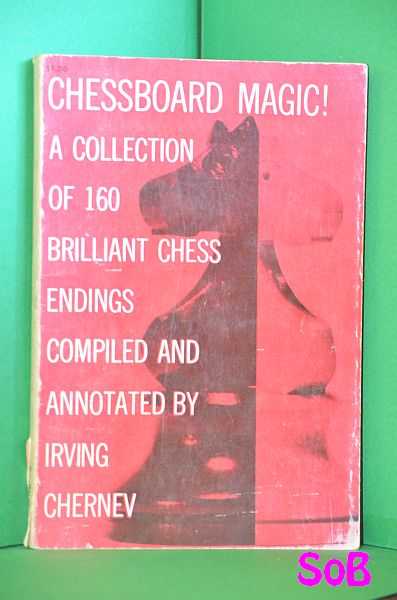 CHESSBOARD MAGIC!
A COLLECTION
OF 160
BRILLIANT CHESS
ENDINGS
COMPILED AND
ANNOTATED BY
IRVING
CHERNEV
SoB